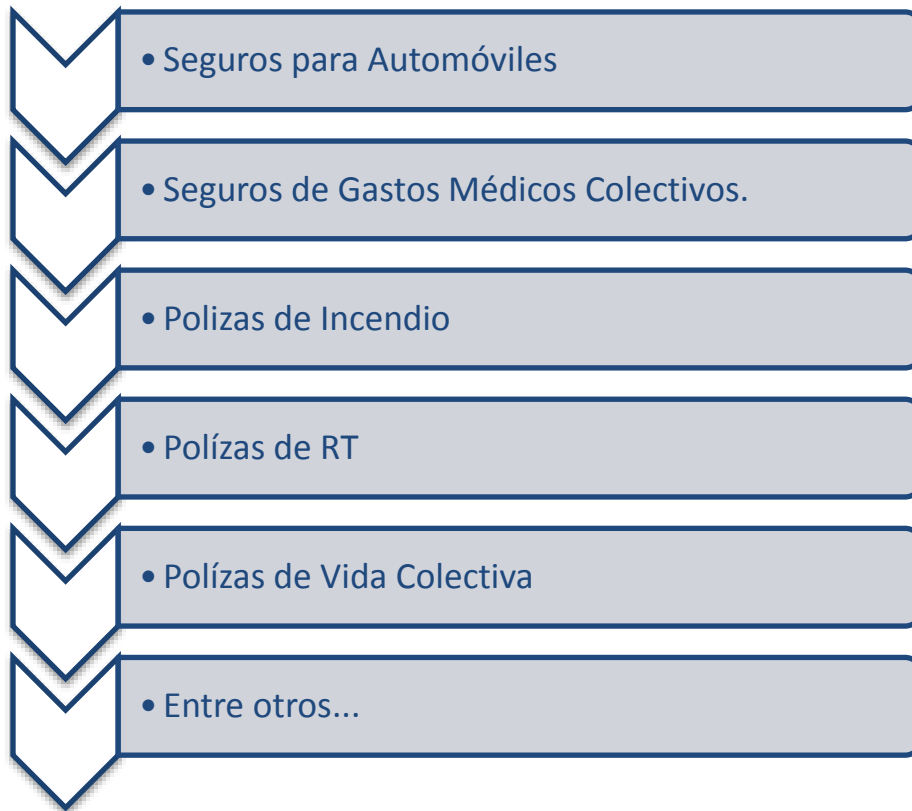 • Seguros para Automóviles
• Seguros de Gastos Médicos Colectivos.
• Polizas de Incendio
• Polízas de RT
• Polízas de Vida Colectiva
• Entre otros...